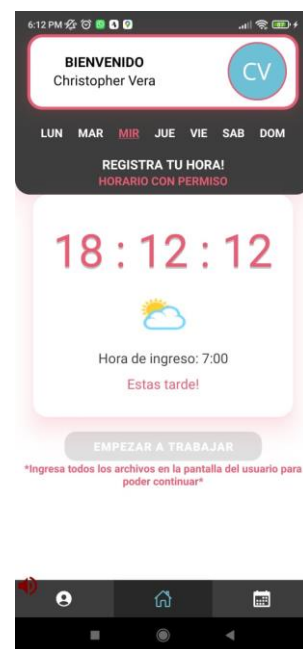 6:12 PM
BIENVENIDO
Christopher Vera
CV
LUN MAR MIR JUE VIE SAB DOM
REGISTRA TU HORA!
HORARIO CON PERMISO
18 : 12 : 12
Hora de ingreso: 7:00
Estas tarde!
EMPEZAR A TRABAJAR
*Ingresa todos los archivos en la pantalla del usuario para
poder continuar*